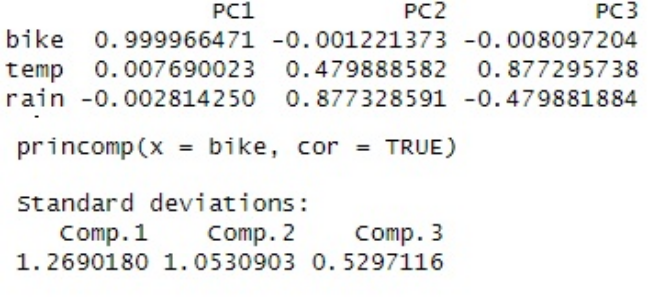 PC1 PC2 PC3
bike 0.999966471 -0.001221373 -0.008097204
temp 0.007690023 0.479888582 0.877295738
rain -0.002814250 0.877328591 -0.479881884
princomp(x = bike, cor = TRUE)
Standard deviations:
Comp.1 Comp.2 Comp.3
1.2690180 1.0530903 0.5297116